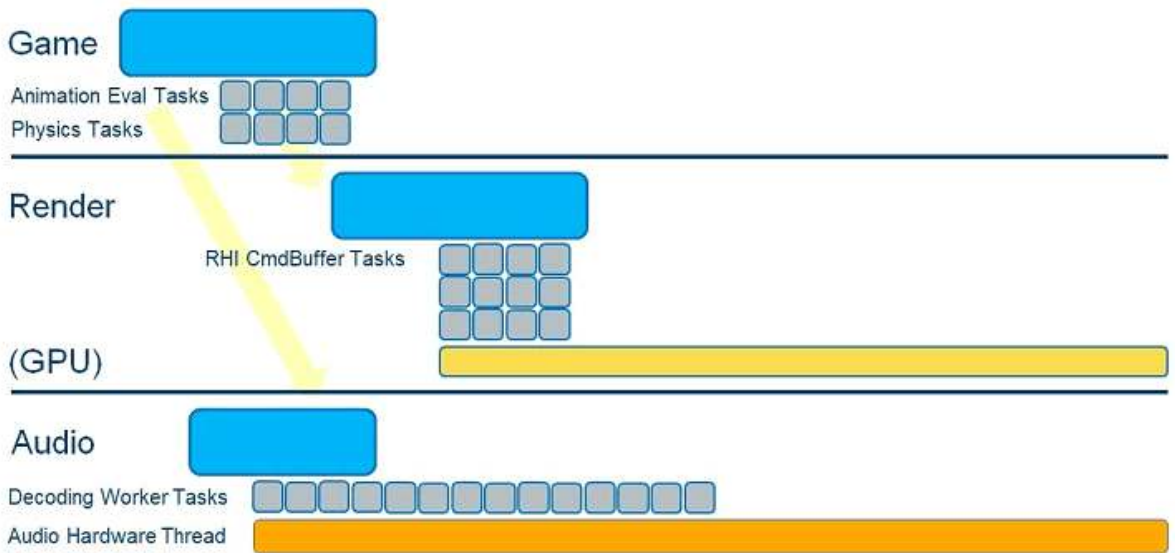 Game
Animation Eval Tasks
Physics Tasks
Render
RHI CmdBuffer Tasks
(GPU)
Audio
Decoding Worker Tasks
Audio Hardware Thread